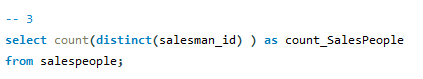 -- 3
select count(distinct(salesman_id) ) as count_SalesPeople
from salespeople;